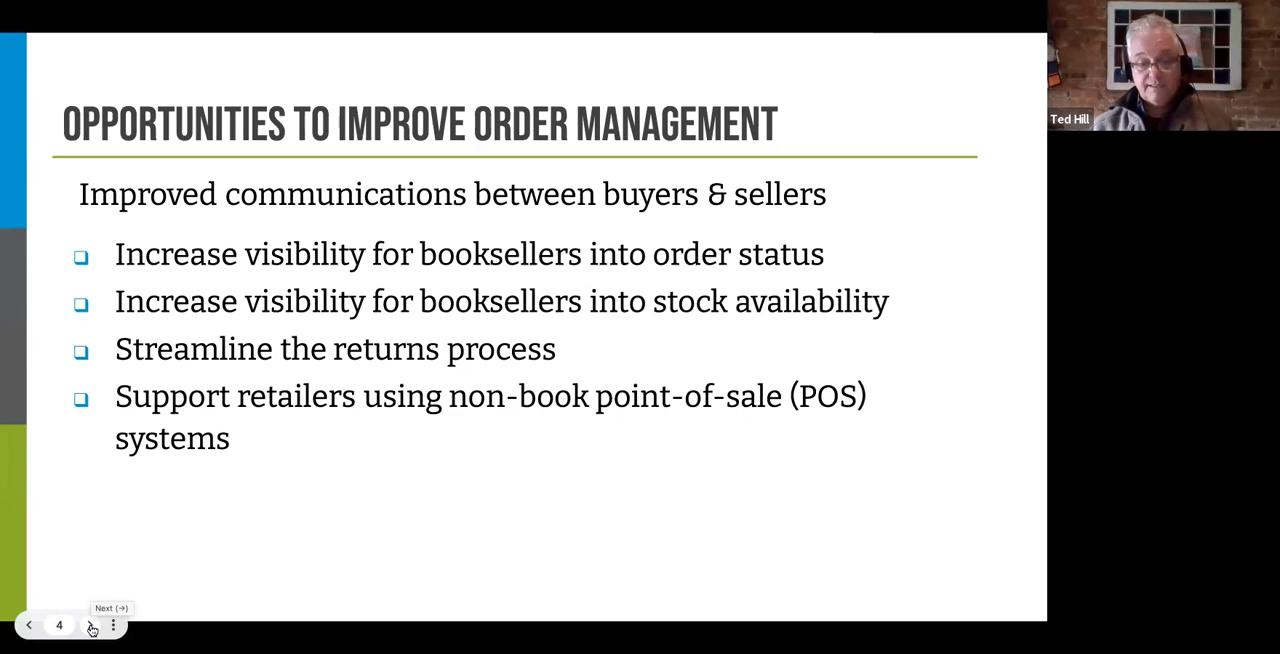 OPPORTUNITIES TO IMPROVE ORDER MANAGEMENT
Improved communications between buyers & sellers
❑ Increase visibility for booksellers into order status
❑ Increase visibility for booksellers into stock availability
❑ Streamline the returns process
❑ Support retailers using non-book point-of-sale (POS)
systems
Ted Hill
Next (→)
4